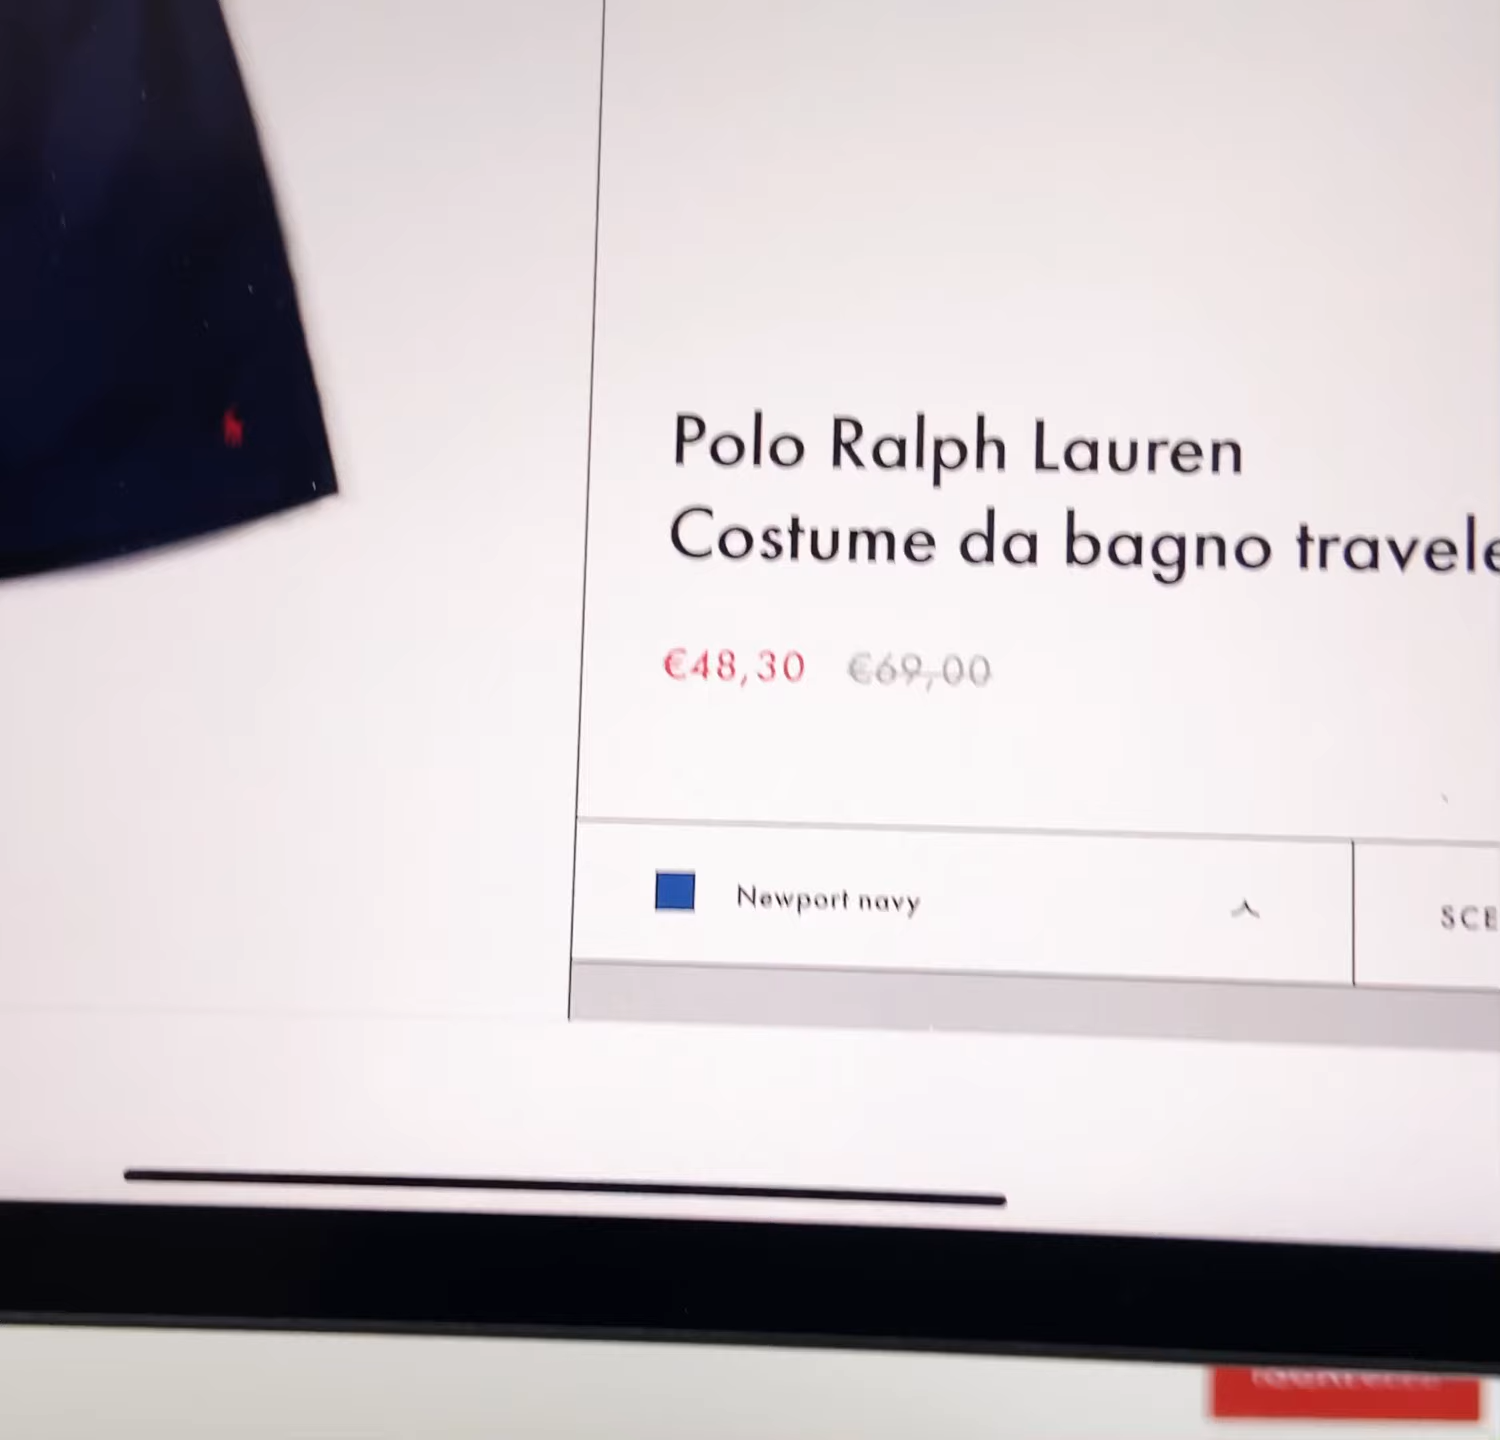 Polo Ralph Lauren
Costume da bagno travele
€48,30 €69,00
Newport navy
SCE